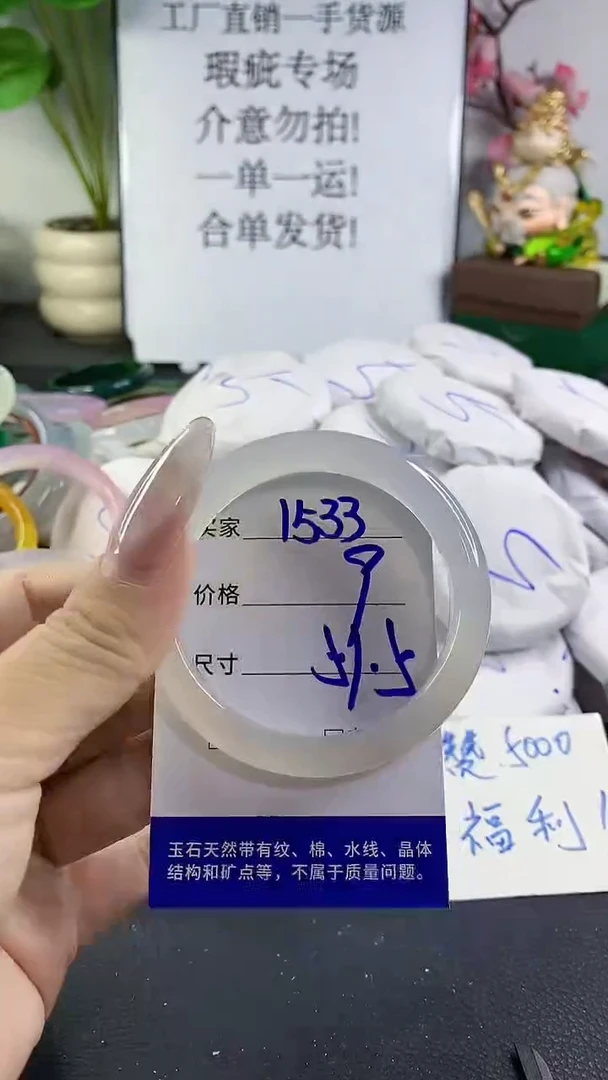 工厂直销一手货源
瑕疵专场
介意勿拍!
一单一运!
合单发货!
买家 1533
价格
尺寸
玉石天然带有纹、棉、水线、晶体
结构和矿点等，不属于质量问题。
赞 5000
福利!